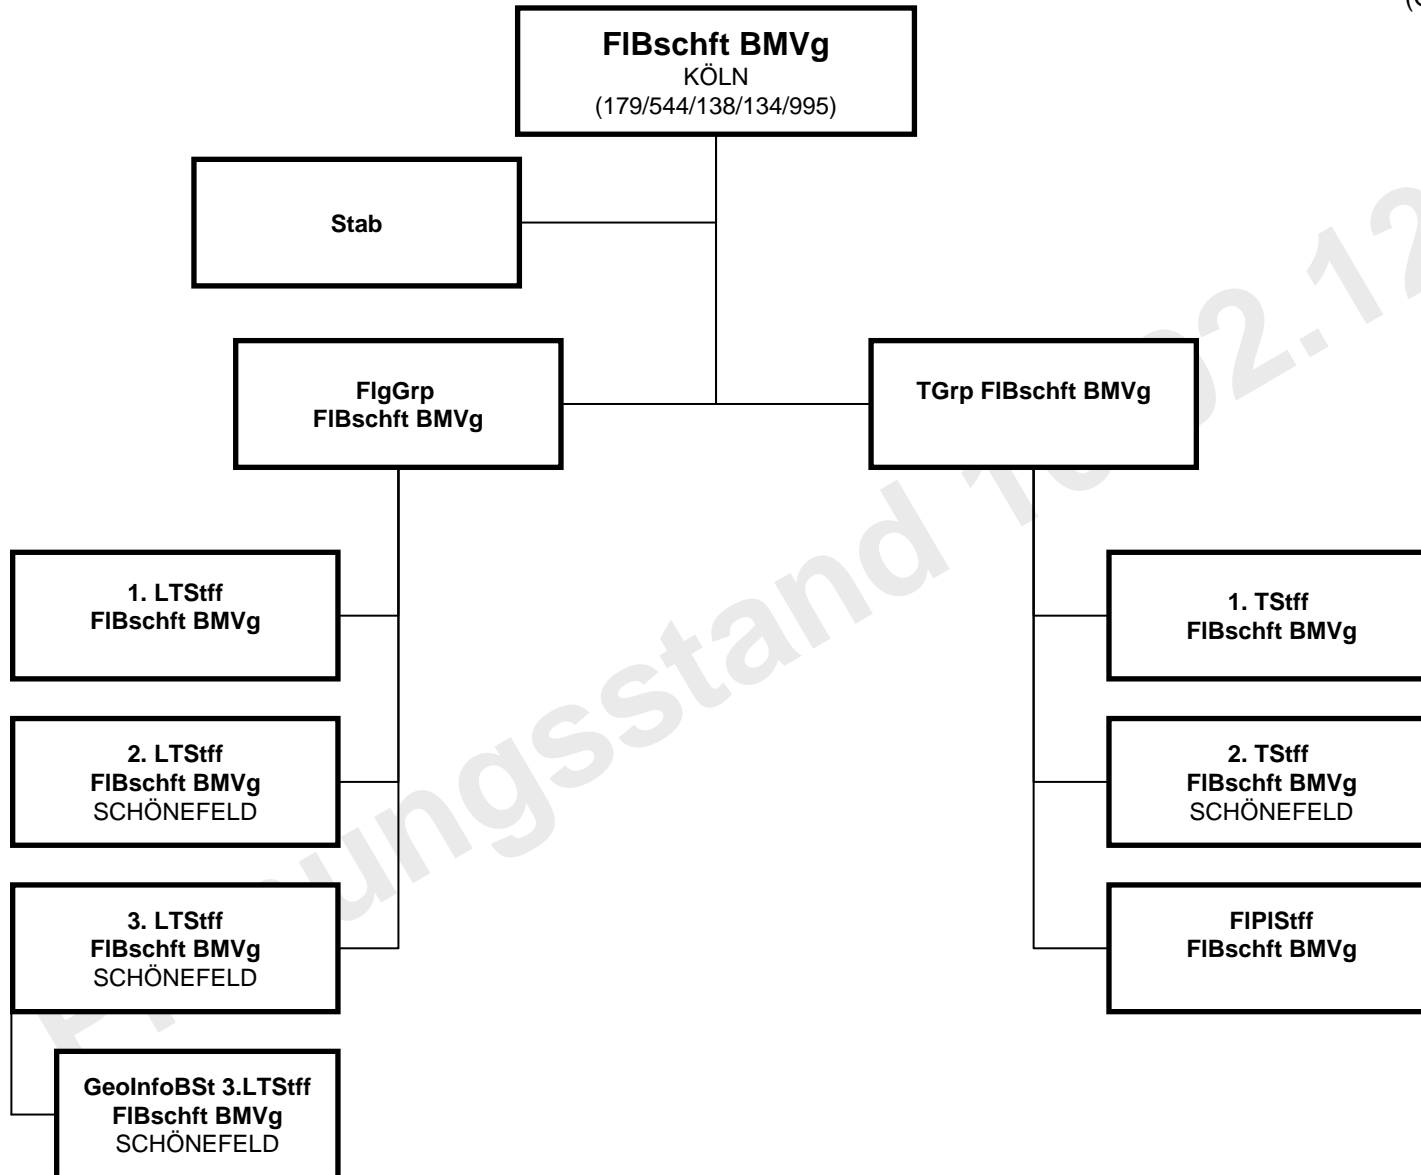 FlBschft BMVg
KÖLN
(179/544/138/134/995)
Stab
FlgGrp
FlBschft BMVg
TGrp FlBschft BMVg
1. LTStff
FlBschft BMVg
1. TStff
FlBschft BMVg
2. LTStff
FlBschft BMVg
SCHÖNEFELD
2. TStff
FlBschft BMVg
SCHÖNEFELD
3. LTStff
FlBschft BMVg
SCHÖNEFELD
FlPlStff
FlBschft BMVg
GeoInfoBSt 3.LTStff
FlBschft BMVg
SCHÖNEFELD